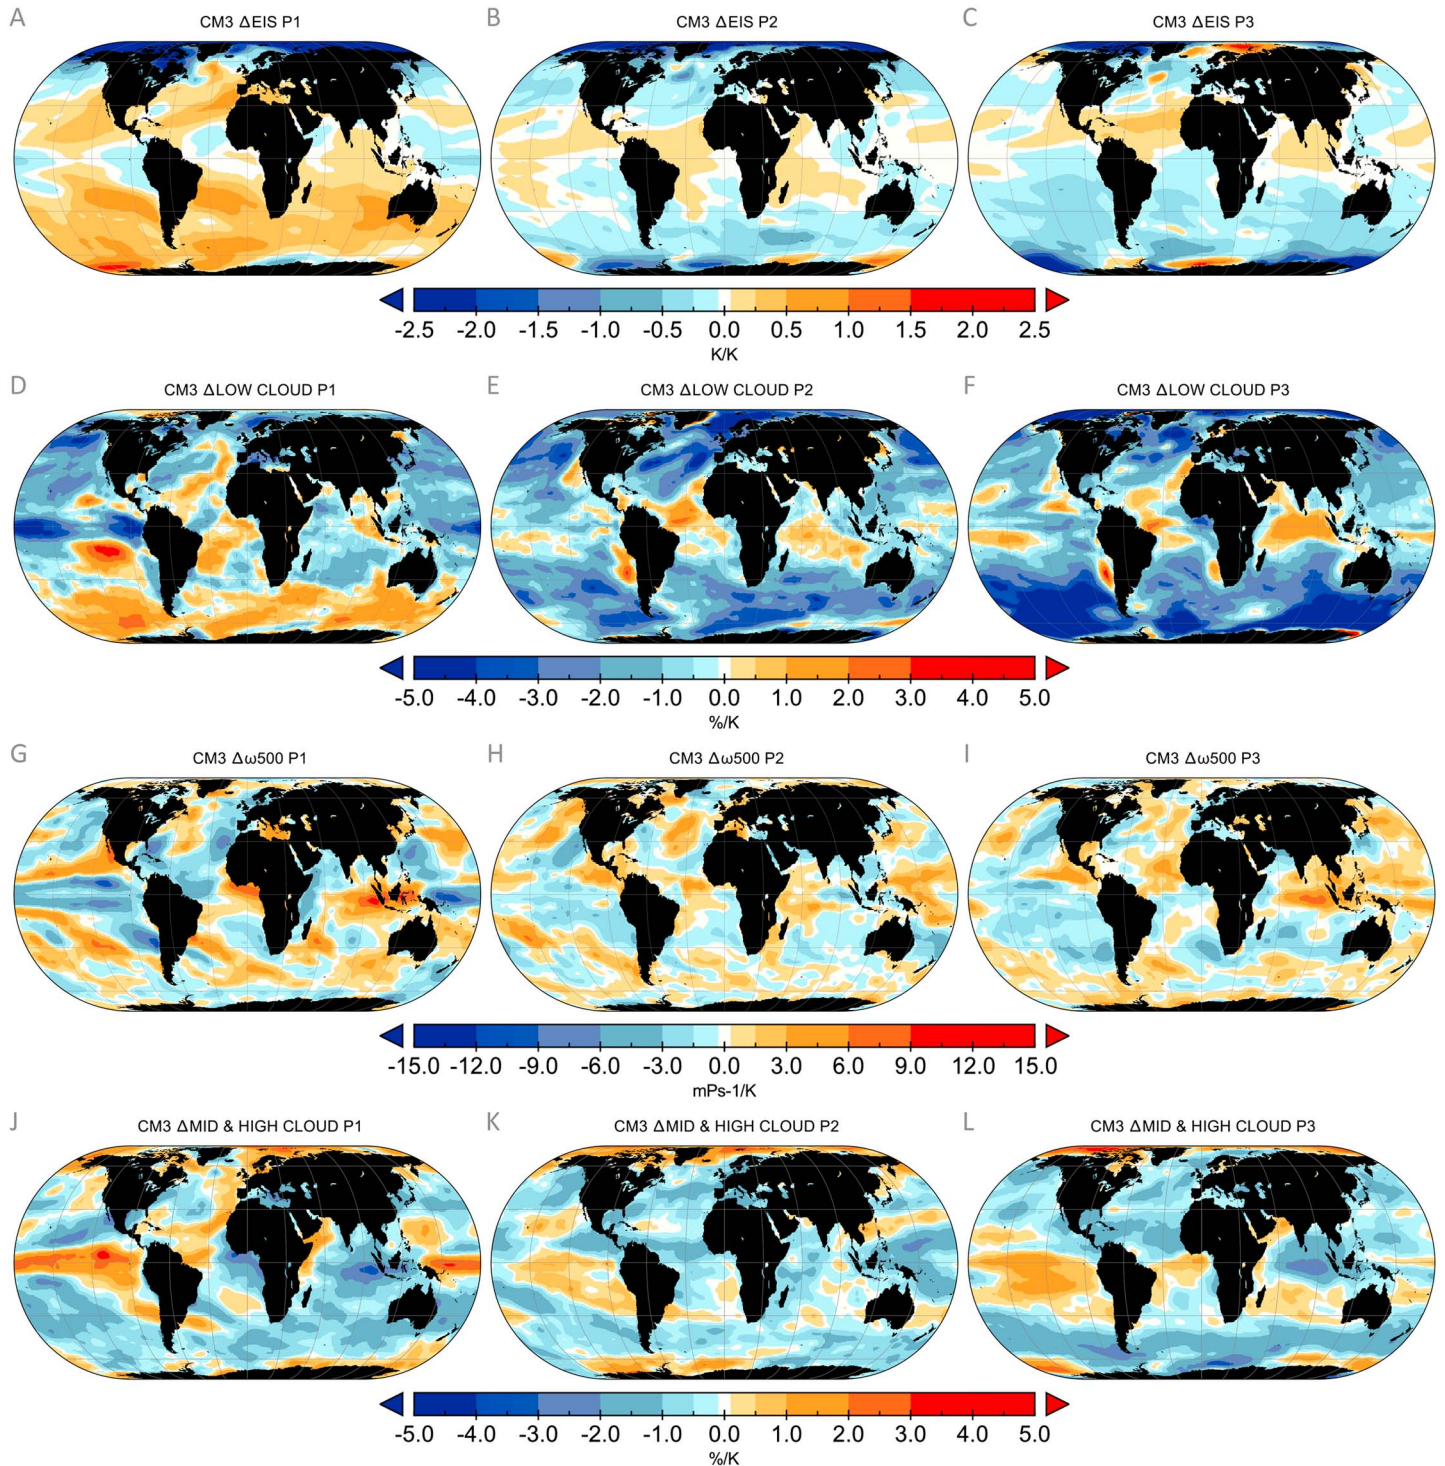 A CM3 ΔEIS P1
B CM3 ΔEIS P2
C CM3 ΔEIS P3
-2.5 -2.0 -1.5 -1.0 -0.5 0.0 0.5 1.0 1.5 2.0 2.5
K/K
D CM3 ΔLOW CLOUD P1
E CM3 ΔLOW CLOUD P2
F CM3 ΔLOW CLOUD P3
-5.0 -4.0 -3.0 -2.0 -1.0 0.0 1.0 2.0 3.0 4.0 5.0
%/K
G CM3 Δω500 P1
H CM3 Δω500 P2
I CM3 Δω500 P3
-15.0 -12.0 -9.0 -6.0 -3.0 0.0 3.0 6.0 9.0 12.0 15.0
mPs-1/K
J CM3 ΔMID & HIGH CLOUD P1
K CM3 ΔMID & HIGH CLOUD P2
L CM3 ΔMID & HIGH CLOUD P3
-5.0 -4.0 -3.0 -2.0 -1.0 0.0 1.0 2.0 3.0 4.0 5.0
%/K